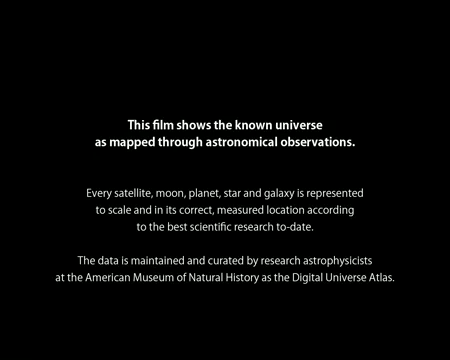 This film shows the known universe
as mapped through astronomical observations.
Every satellite, moon, planet, star and galaxy is represented
to scale and in its correct, measured location according
to the best scientific research to-date.
The data is maintained and curated by research astrophysicists
at the American Museum of Natural History as the Digital Universe Atlas.